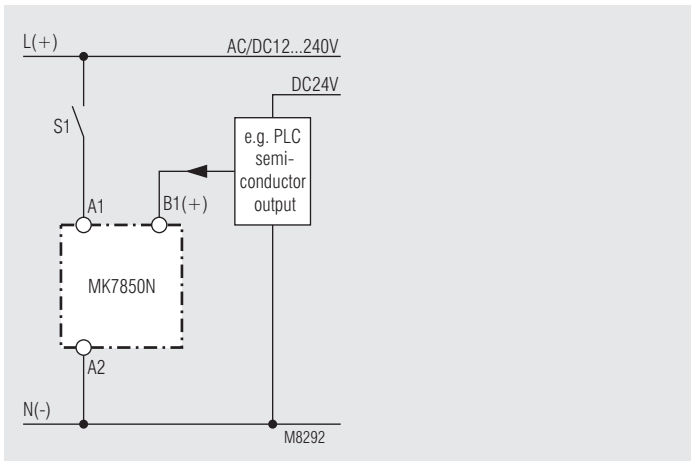 L(+)
AC/DC12...240V
DC24V
S1
e.g. PLC
semi-
conductor
output
A1
B1(+)
MK7850N
A2
N(-)
M8292